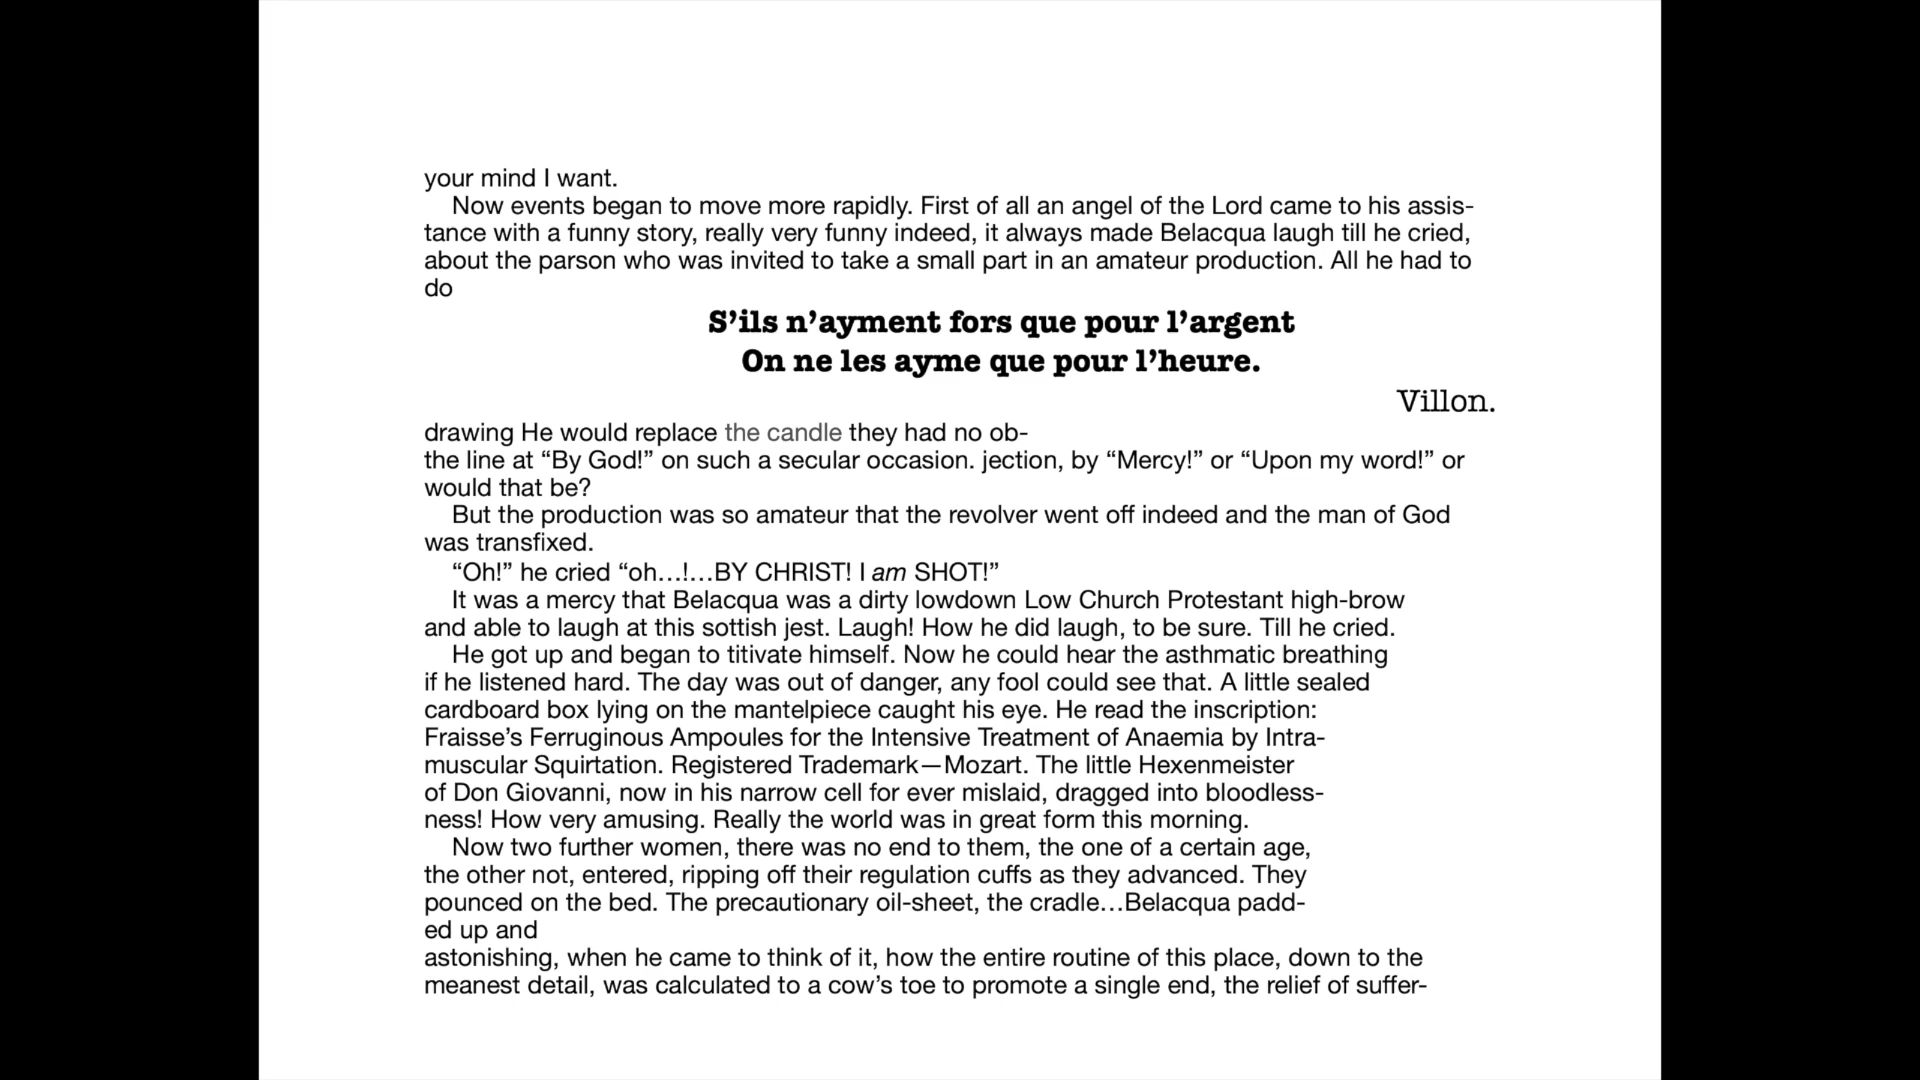 your mind I want.
Now events began to move more rapidly. First of all an angel of the Lord came to his assis-
tance with a funny story, really very funny indeed, it always made Belacqua laugh till he cried,
about the parson who was invited to take a small part in an amateur production. All he had to
do
S’ils n’ayment fors que pour l’argent
On ne les ayme que pour l’heure.
Villon.
drawing He would replace the candle they had no ob-
the line at “By God!” on such a secular occasion. jection, by “Mercy!” or “Upon my word!” or
would that be?
But the production was so amateur that the revolver went off indeed and the man of God
was transfixed.
“Oh!” he cried “oh…!…BY CHRIST! I am SHOT!”
It was a mercy that Belacqua was a dirty lowdown Low Church Protestant high-brow
and able to laugh at this sottish jest. Laugh! How he did laugh, to be sure. Till he cried.
He got up and began to titivate himself. Now he could hear the asthmatic breathing
if he listened hard. The day was out of danger, any fool could see that. A little sealed
cardboard box lying on the mantelpiece caught his eye. He read the inscription:
Fraisse’s Ferruginous Ampoules for the Intensive Treatment of Anaemia by Intra-
muscular Squirtation. Registered Trademark—Mozart. The little Hexenmeister
of Don Giovanni, now in his narrow cell for ever mislaid, dragged into bloodless-
ness! How very amusing. Really the world was in great form this morning.
Now two further women, there was no end to them, the one of a certain age,
the other not, entered, ripping off their regulation cuffs as they advanced. They
pounced on the bed. The precautionary oil-sheet, the cradle…Belacqua padd-
ed up and
astonishing, when he came to think of it, how the entire routine of this place, down to the
meanest detail, was calculated to a cow’s toe to promote a single end, the relief of suffer-